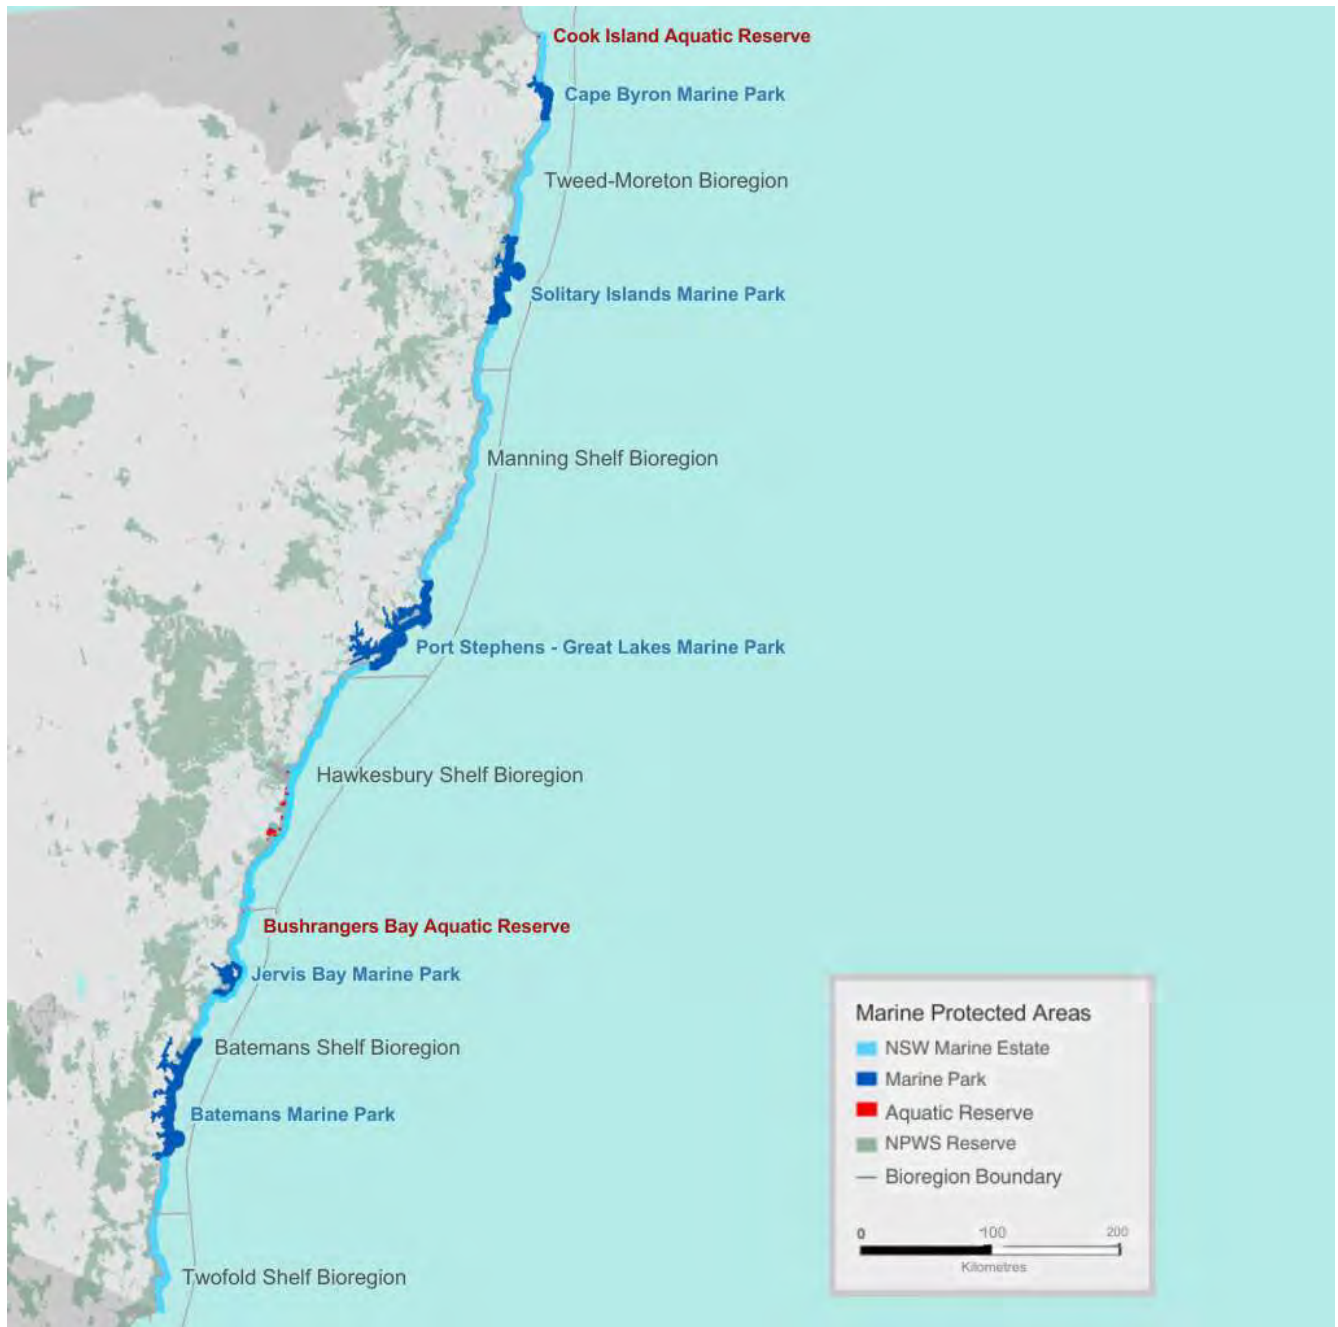 Cook Island Aquatic Reserve
Cape Byron Marine Park
Tweed-Moreton Bioregion
Solitary Islands Marine Park
Manning Shelf Bioregion
Port Stephens - Great Lakes Marine Park
Hawkesbury Shelf Bioregion
Bushrangers Bay Aquatic Reserve
Jervis Bay Marine Park
Batemans Shelf Bioregion
Batemans Marine Park
Twofold Shelf Bioregion
Marine Protected Areas
NSW Marine Estate
Marine Park
Aquatic Reserve
NPWS Reserve
Bioregion Boundary
0 100 200
Kilometres